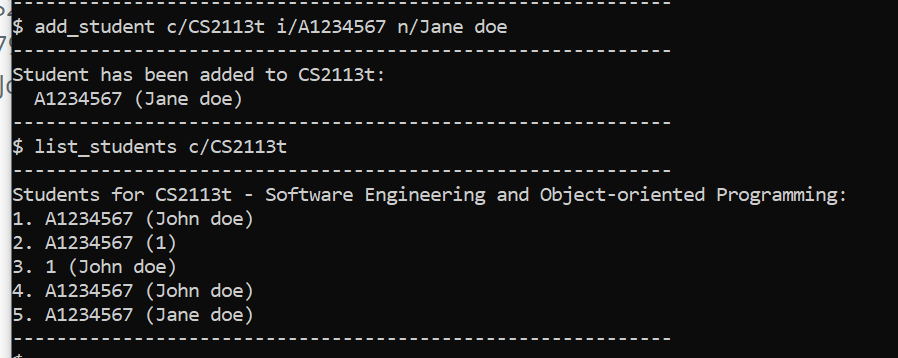 ------------------------------------------------------------
$ add_student c/CS2113t i/A1234567 n/Jane doe
------------------------------------------------------------
Student has been added to CS2113t:
  A1234567 (Jane doe)
------------------------------------------------------------
$ list_students c/CS2113t
------------------------------------------------------------
Students for CS2113t - Software Engineering and Object-oriented Programming:
1. A1234567 (John doe)
2. A1234567 (1)
3. 1 (John doe)
4. A1234567 (John doe)
5. A1234567 (Jane doe)
------------------------------------------------------------